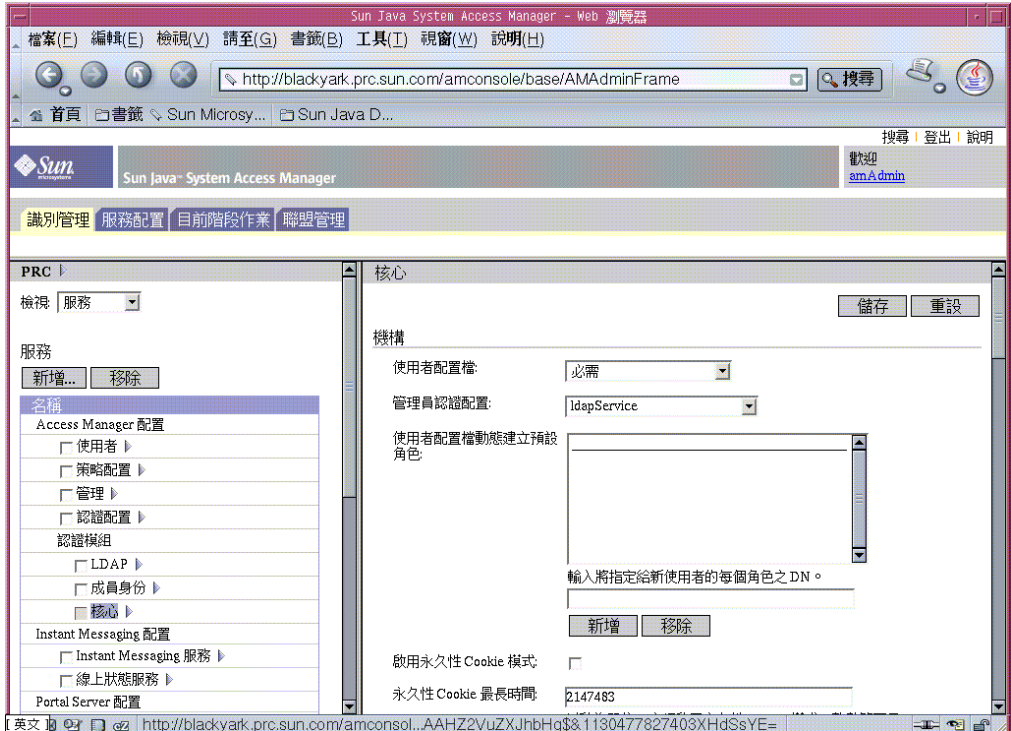 Sun Java System Access Manager - Web 瀏覽器
檔案(F) 編輯(E) 檢視(V) 請至(G) 書籤(B) 工具(T) 視窗(W) 說明(H)
http://blackyark.prc.sun.com/amconsole/base/AMAdminFrame
搜尋
首頁 書籤 Sun Microsy... Sun Java D...
搜尋 登出 說明
Sun
microsystems
Sun Java™ System Access Manager
歡迎
amAdmin
識別管理 服務配置 目前階段作業 聯盟管理
PRC
檢視: 服務
服務
新增... 移除
名稱
Access Manager 配置
使用者
策略配置
管理
認證配置
認證模組
LDAP
成員身份
核心
Instant Messaging 配置
Instant Messaging 服務
線上狀態服務
Portal Server 配置
核心
儲存 重設
機構
使用者配置檔: 必需
管理員認證配置: ldapService
使用者配置檔動態建立預設
角色:
輸入將指定給新使用者的每個角色之 DN。
新增 移除
啟用永久性 Cookie 模式:
永久性 Cookie 最長時間: 2147483
[ 英文 ] http://blackyark.prc.sun.com/amconsol...AAHZ2VuZXJhbHq$&1130477827403XHdSsYE=